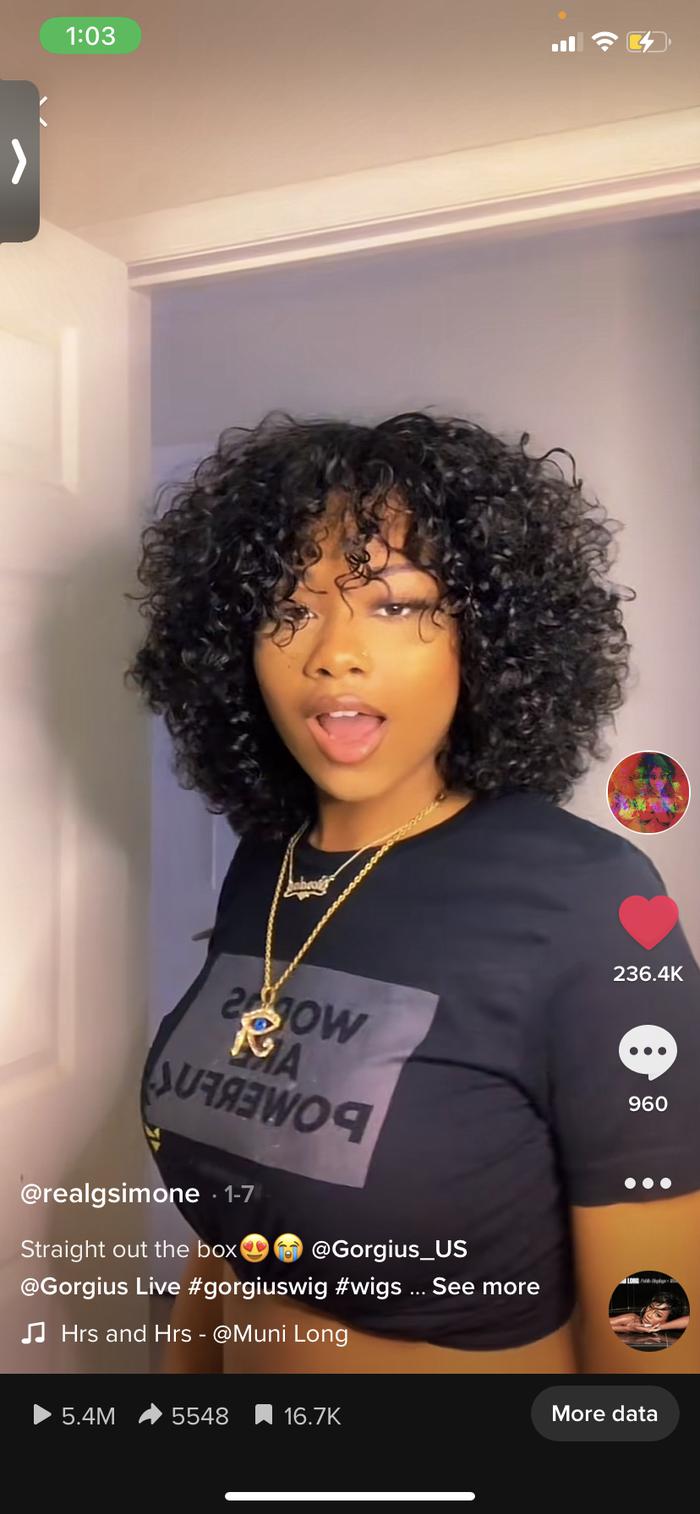 1:03
WORDS
ARE
POWERFUL.
236.4K
960
@realgsimone · 1-7
Straight out the box😍😭 @Gorgius_US
@Gorgius Live #gorgiuswig #wigs ... See more
Hrs and Hrs - @Muni Long
5.4M 5548 16.7K More data